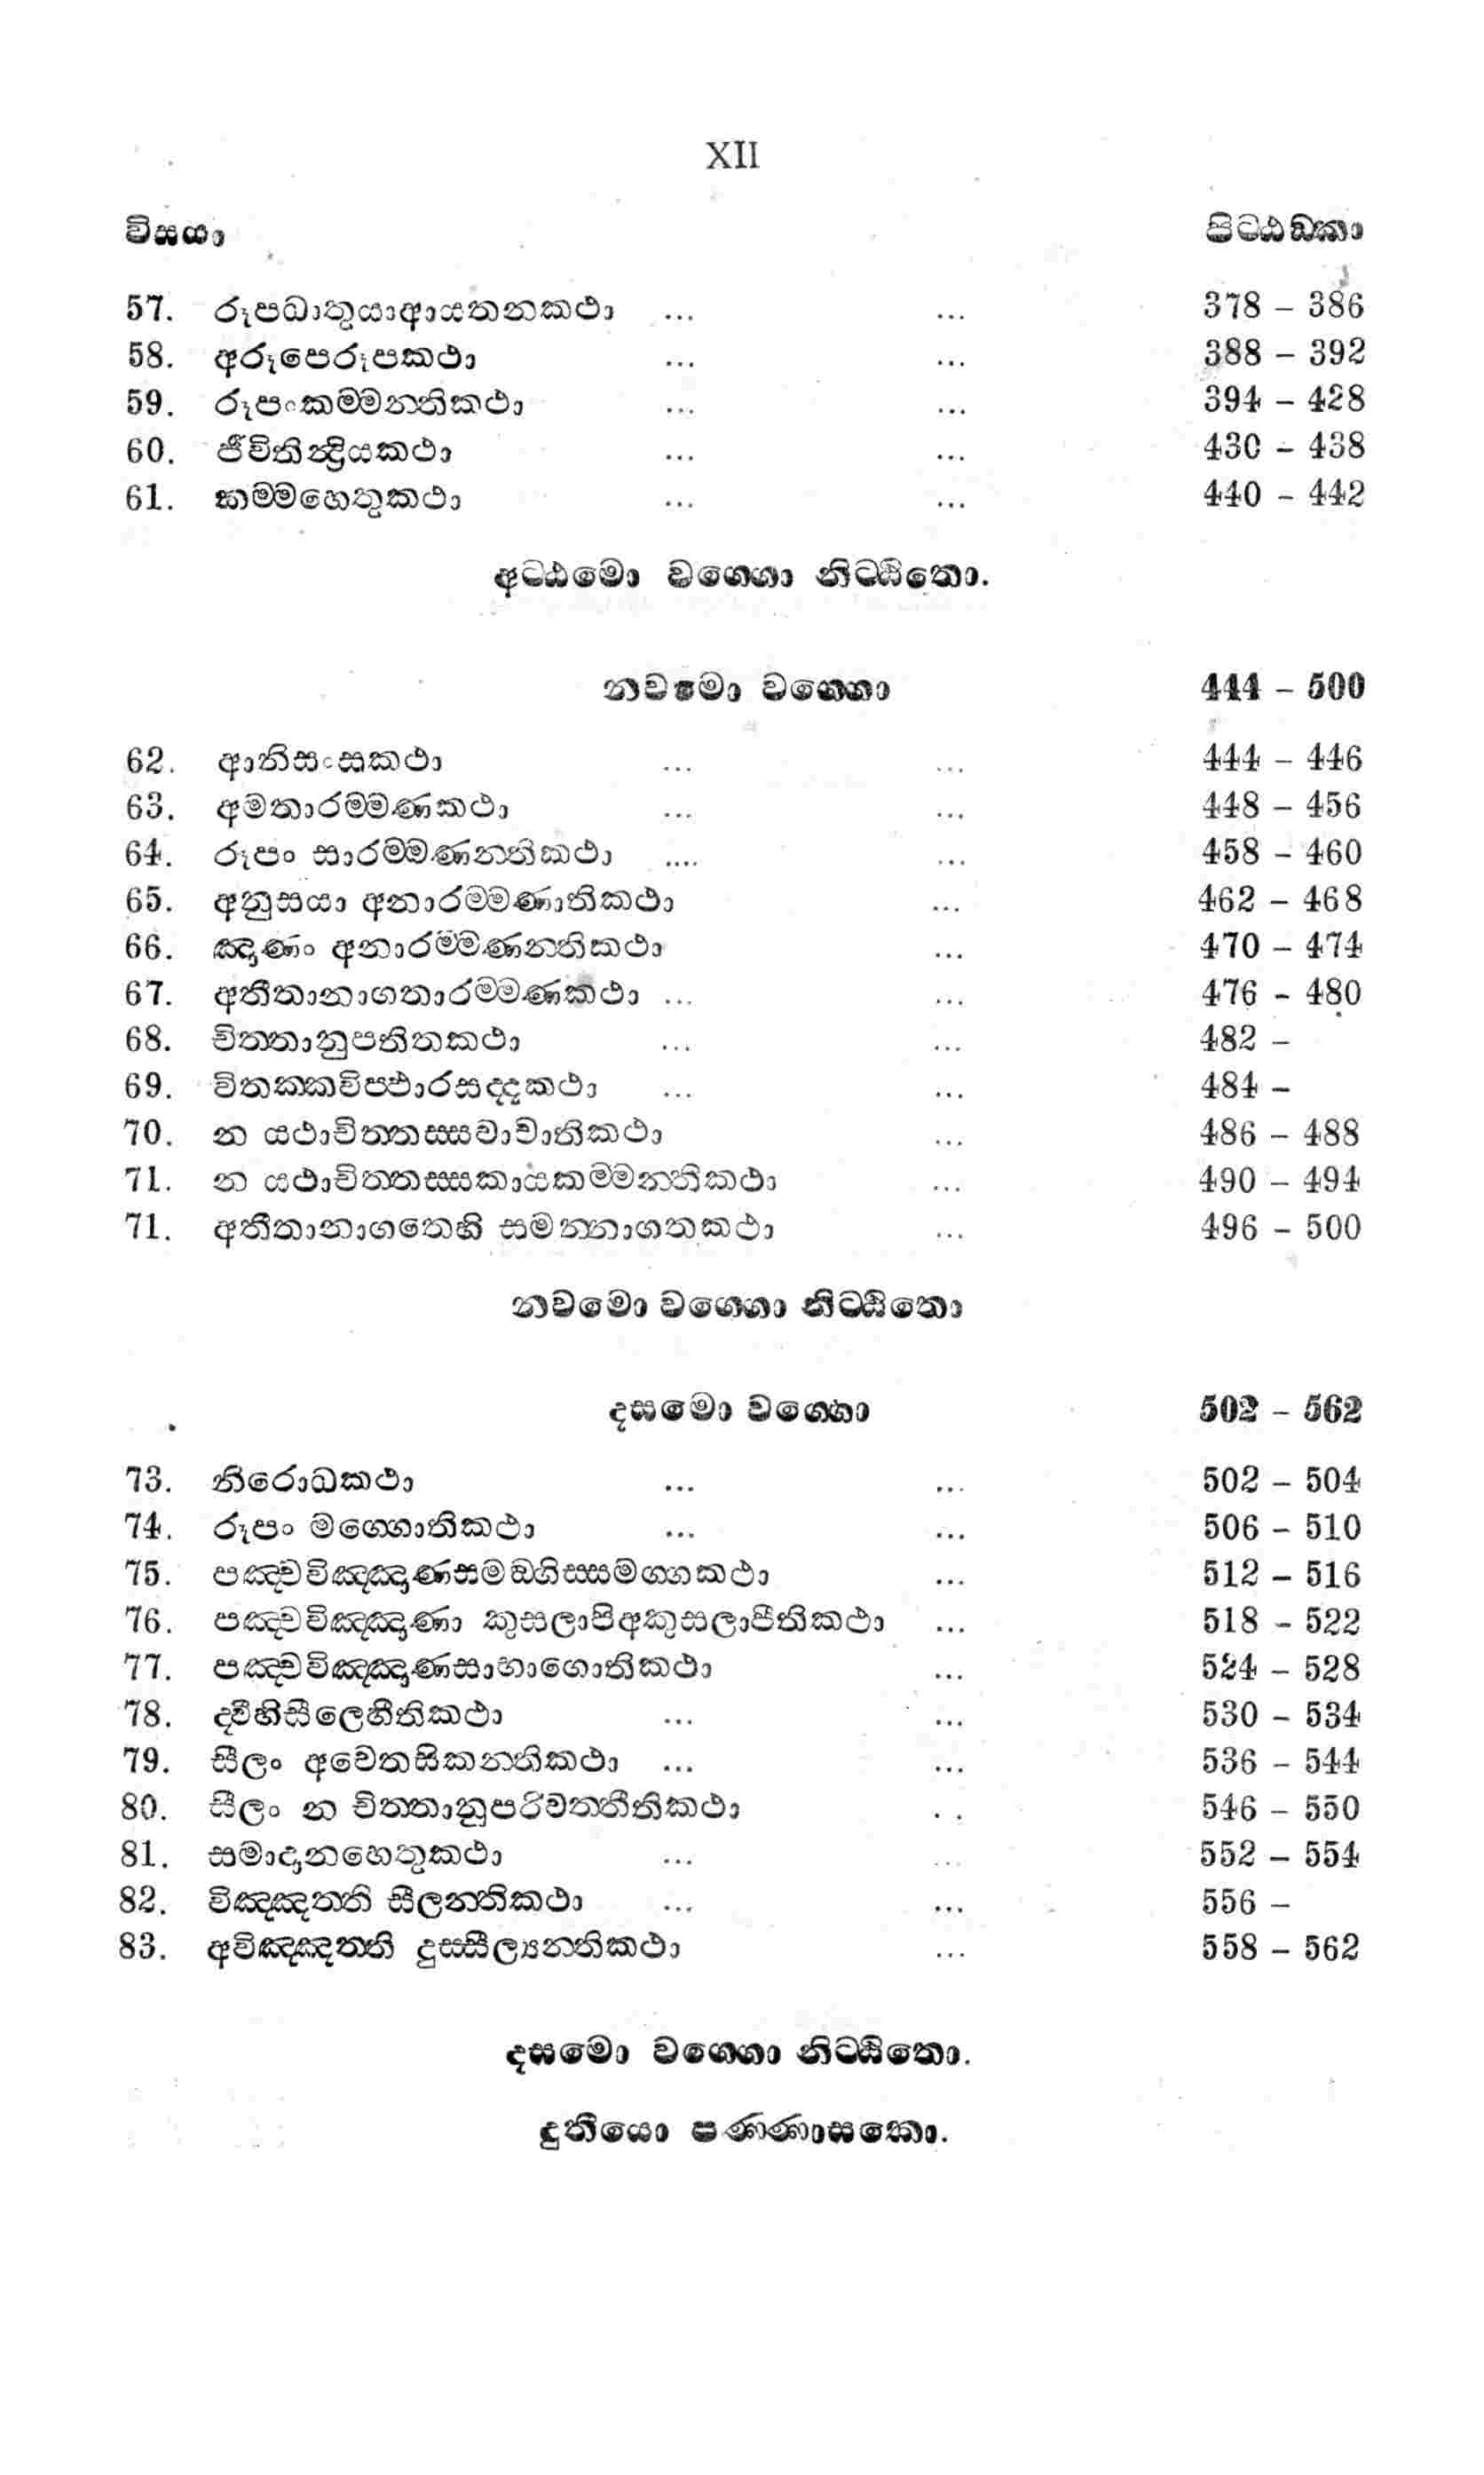 XII
විසයා පිට්ඨඞ්කා
57. රූපධාතුයාආයතනකථා ... ... 378 – 386
58. අරූපෙරූපකථා ... ... 388 – 392
59. රූපංකම්මන්තිකථා ... ... 394 – 428
60. ජීවිතින්ද්‍රියකථා ... ... 430 – 438
61. කම්මහෙතුකථා ... ... 440 – 442
අට්ඨමො වග්ගො නිට්ඨිතො.
නවමො වග්ගො 444 – 500
62. ආනිසංසකථා ... ... 444 – 446
63. අමතාරම්මණකථා ... ... 448 – 456
64. රූපං සාරම්මණන්තිකථා .... ... 458 – 460
65. අනුසයා අනාරම්මණාතිකථා ... 462 – 468
66. ඤාණං අනාරම්මණන්තිකථා ... 470 – 474
67. අතීතානාගතාරම්මණකථා ... ... 476 – 480
68. චිත්තානුපතිතකථා ... ... 482 –
69. විතක්කවිප්ඵාරසද්දකථා ... ... 484 –
70. න යථාචිත්තස්සවාචාතිකථා ... 486 – 488
71. න යථාචිත්තස්සකායකම්මන්තිකථා ... 490 – 494
71. අතීතානාගතෙහි සමන්නාගතකථා ... 496 – 500
නවමො වග්ගො නිට්ඨිතො
දසමො වග්ගො 502 – 562
73. නිරොධකථා ... ... 502 – 504
74. රූපං මග්ගොතිකථා ... ... 506 – 510
75. පඤ්චවිඤ්ඤාණසමඞ්ගිස්සමග්ගකථා ... 512 – 516
76. පඤ්චවිඤ්ඤාණා කුසලාපිඅකුසලාපීතිකථා ... 518 – 522
77. පඤ්චවිඤ්ඤාණසාභාගොතිකථා ... 524 – 528
78. ද්වීහිසීලෙහීතිකථා ... ... 530 – 534
79. සීලං අචෙතසිකන්තිකථා ... ... 536 – 544
80. සීලං න චිත්තානුපරිවත්තීතිකථා . . 546 – 550
81. සමාදානහෙතුකථා ... ... 552 – 554
82. විඤ්ඤත්ති සීලන්තිකථා ... ... 556 –
83. අවිඤ්ඤත්ති දුස්සීල්‍යන්තිකථා ... 558 – 562
දසමො වග්ගො නිට්ඨිතො.
දුතියො පණ්ණාසකො.